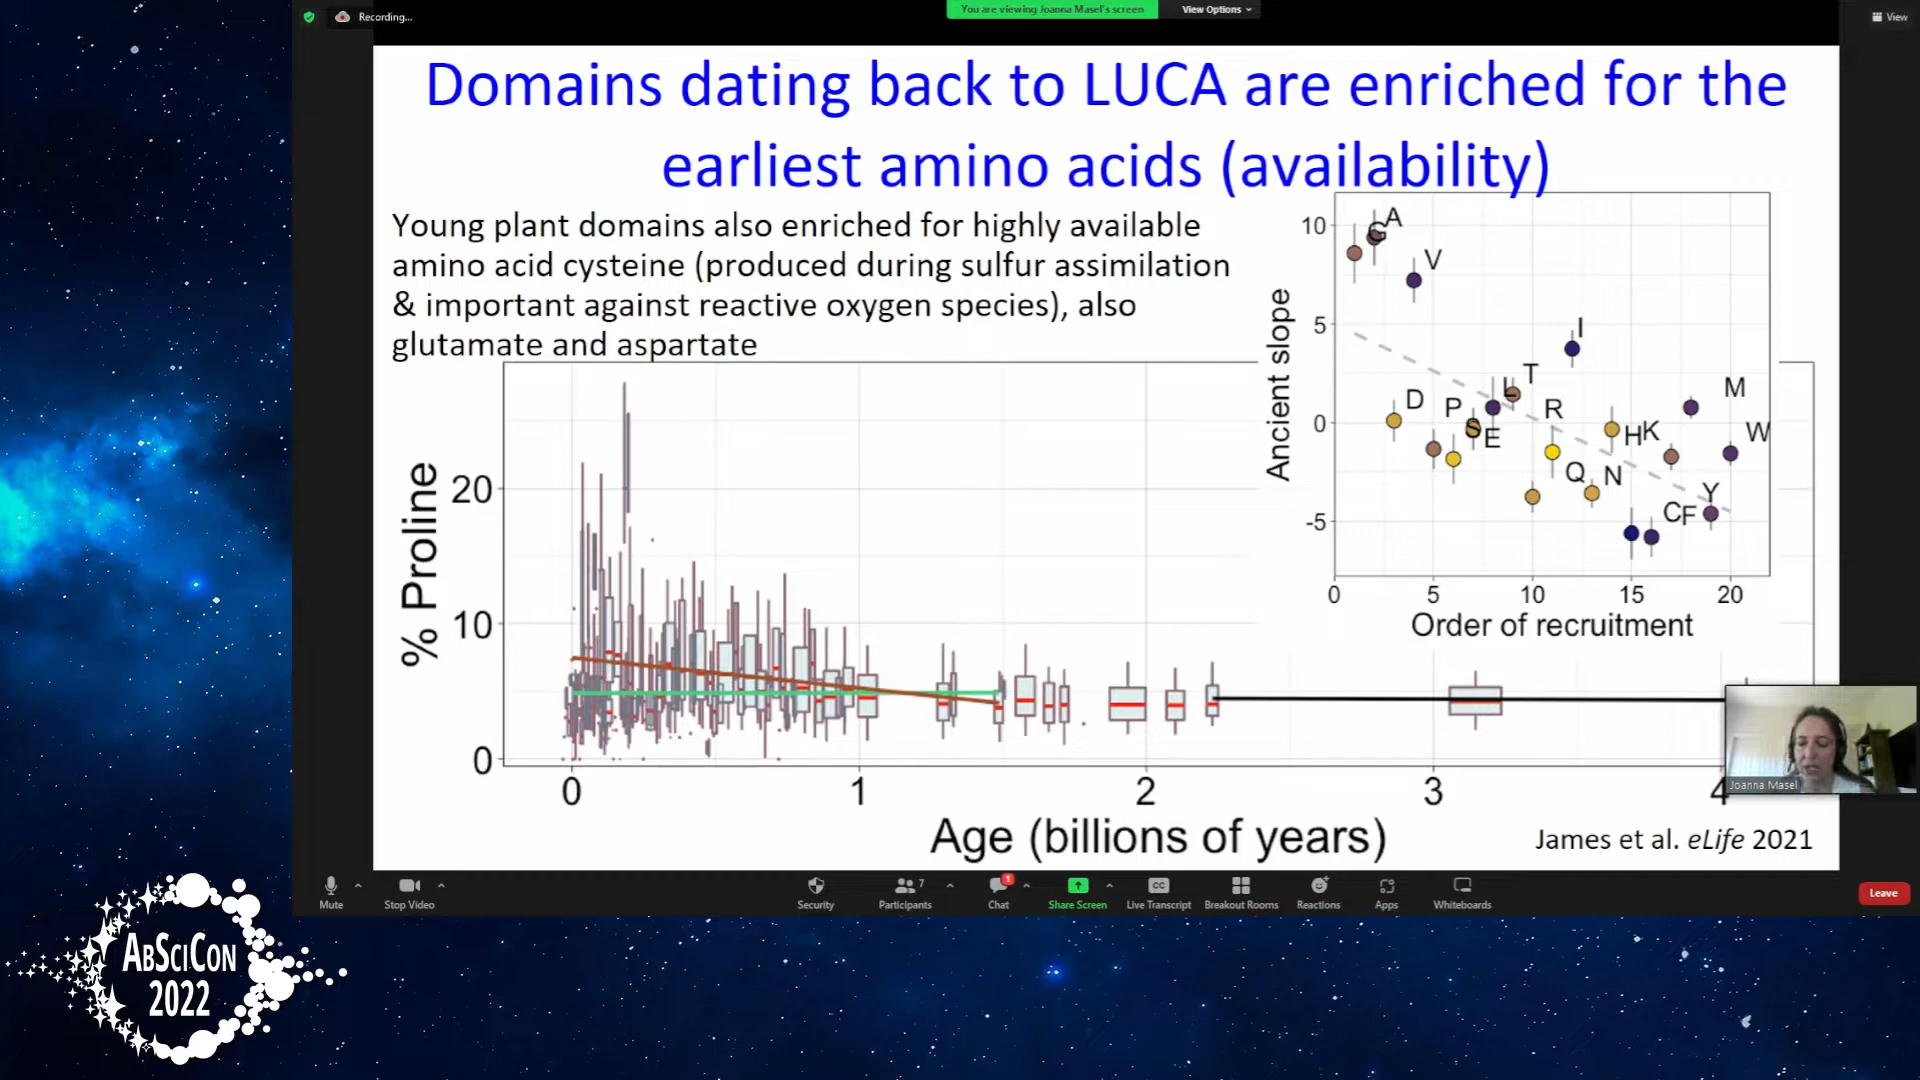 Recording...
You are viewing Joanna Masel's screen
View Options
View
Domains dating back to LUCA are enriched for the
earliest amino acids (availability)
Young plant domains also enriched for highly available
amino acid cysteine (produced during sulfur assimilation
& important against reactive oxygen species), also
glutamate and aspartate
% Proline
20
10
0
0 1 2 3 4
Age (billions of years)
Ancient slope
10
5
0
-5
G A
V
I
D P S E L T R Q N H K M W
C F Y
0 5 10 15 20
Order of recruitment
James et al. eLife 2021
Joanna Masel
Mute
Stop Video
Security
Participants 7
Chat 1
Share Screen
CC
Live Transcript
Breakout Rooms
Reactions
Apps
Whiteboards
Leave
ABSCICON
2022